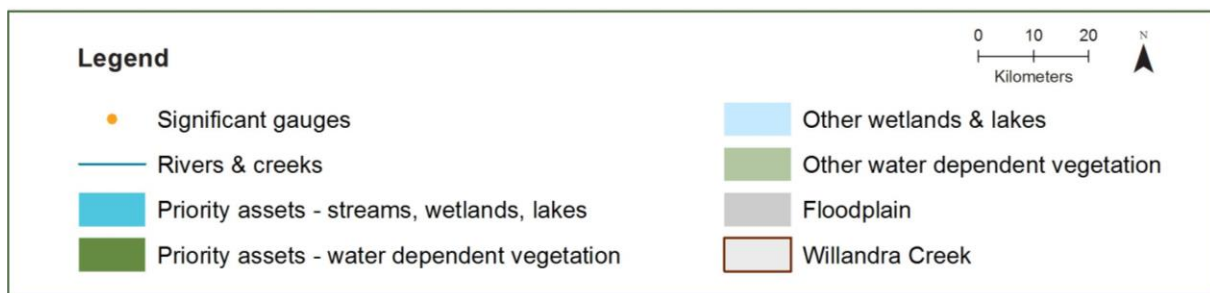 Legend
0 10 20
Kilometers
N
Significant gauges
Rivers & creeks
Priority assets - streams, wetlands, lakes
Priority assets - water dependent vegetation
Other wetlands & lakes
Other water dependent vegetation
Floodplain
Willandra Creek